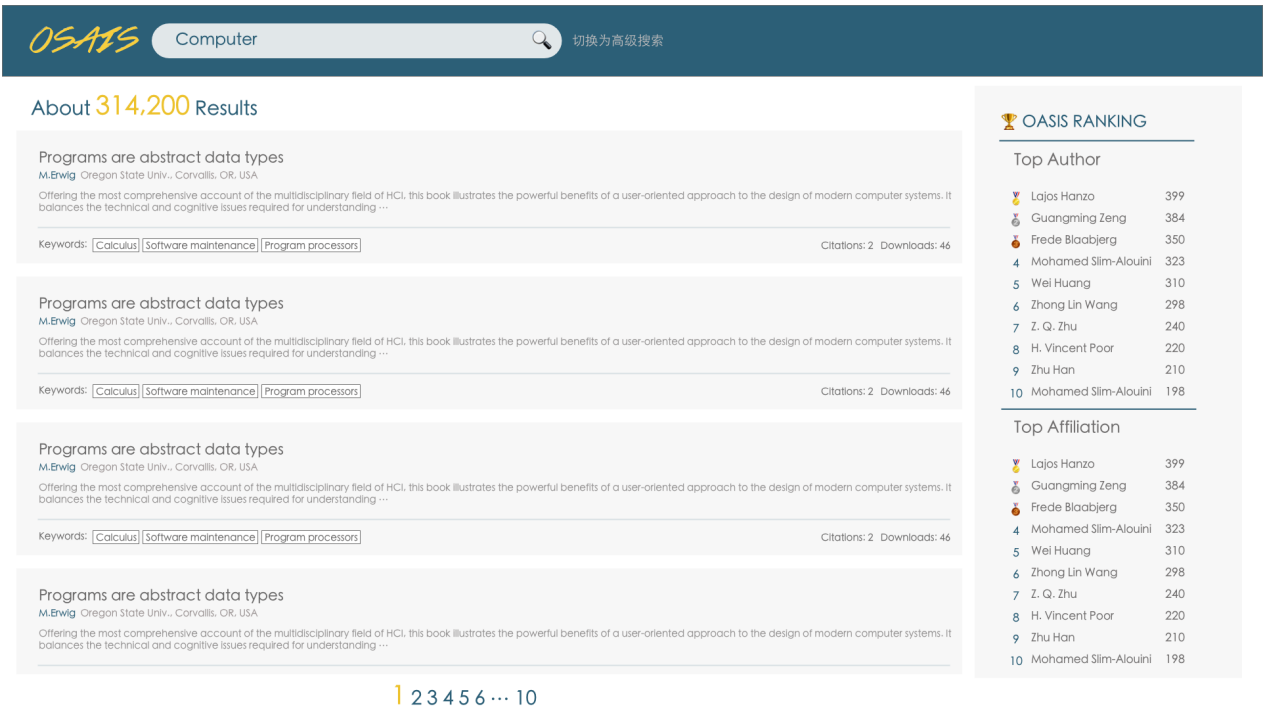 OSAIS Computer 切换为高级搜索
About 314,200 Results
Programs are abstract data types
M.Erwig Oregon State Univ., Corvallis, OR, USA
Offering the most comprehensive account of the multidisciplinary field of HCI, this book illustrates the powerful benefits of a user-oriented approach to the design of modern computer systems. It
balances the technical and cognitive issues required for understanding ⋯
Keywords: Calculus Software maintenance Program processors Citations: 2 Downloads: 46
Programs are abstract data types
M.Erwig Oregon State Univ., Corvallis, OR, USA
Offering the most comprehensive account of the multidisciplinary field of HCI, this book illustrates the powerful benefits of a user-oriented approach to the design of modern computer systems. It
balances the technical and cognitive issues required for understanding ⋯
Keywords: Calculus Software maintenance Program processors Citations: 2 Downloads: 46
Programs are abstract data types
M.Erwig Oregon State Univ., Corvallis, OR, USA
Offering the most comprehensive account of the multidisciplinary field of HCI, this book illustrates the powerful benefits of a user-oriented approach to the design of modern computer systems. It
balances the technical and cognitive issues required for understanding ⋯
Keywords: Calculus Software maintenance Program processors Citations: 2 Downloads: 46
Programs are abstract data types
M.Erwig Oregon State Univ., Corvallis, OR, USA
Offering the most comprehensive account of the multidisciplinary field of HCI, this book illustrates the powerful benefits of a user-oriented approach to the design of modern computer systems. It
balances the technical and cognitive issues required for understanding ⋯
1 2 3 4 5 6 ⋯ 10
OASIS RANKING
Top Author
Lajos Hanzo 399
Guangming Zeng 384
Frede Blaabjerg 350
4 Mohamed Slim-Alouini 323
5 Wei Huang 310
6 Zhong Lin Wang 298
7 Z. Q. Zhu 240
8 H. Vincent Poor 220
9 Zhu Han 210
10 Mohamed Slim-Alouini 198
Top Affiliation
Lajos Hanzo 399
Guangming Zeng 384
Frede Blaabjerg 350
4 Mohamed Slim-Alouini 323
5 Wei Huang 310
6 Zhong Lin Wang 298
7 Z. Q. Zhu 240
8 H. Vincent Poor 220
9 Zhu Han 210
10 Mohamed Slim-Alouini 198